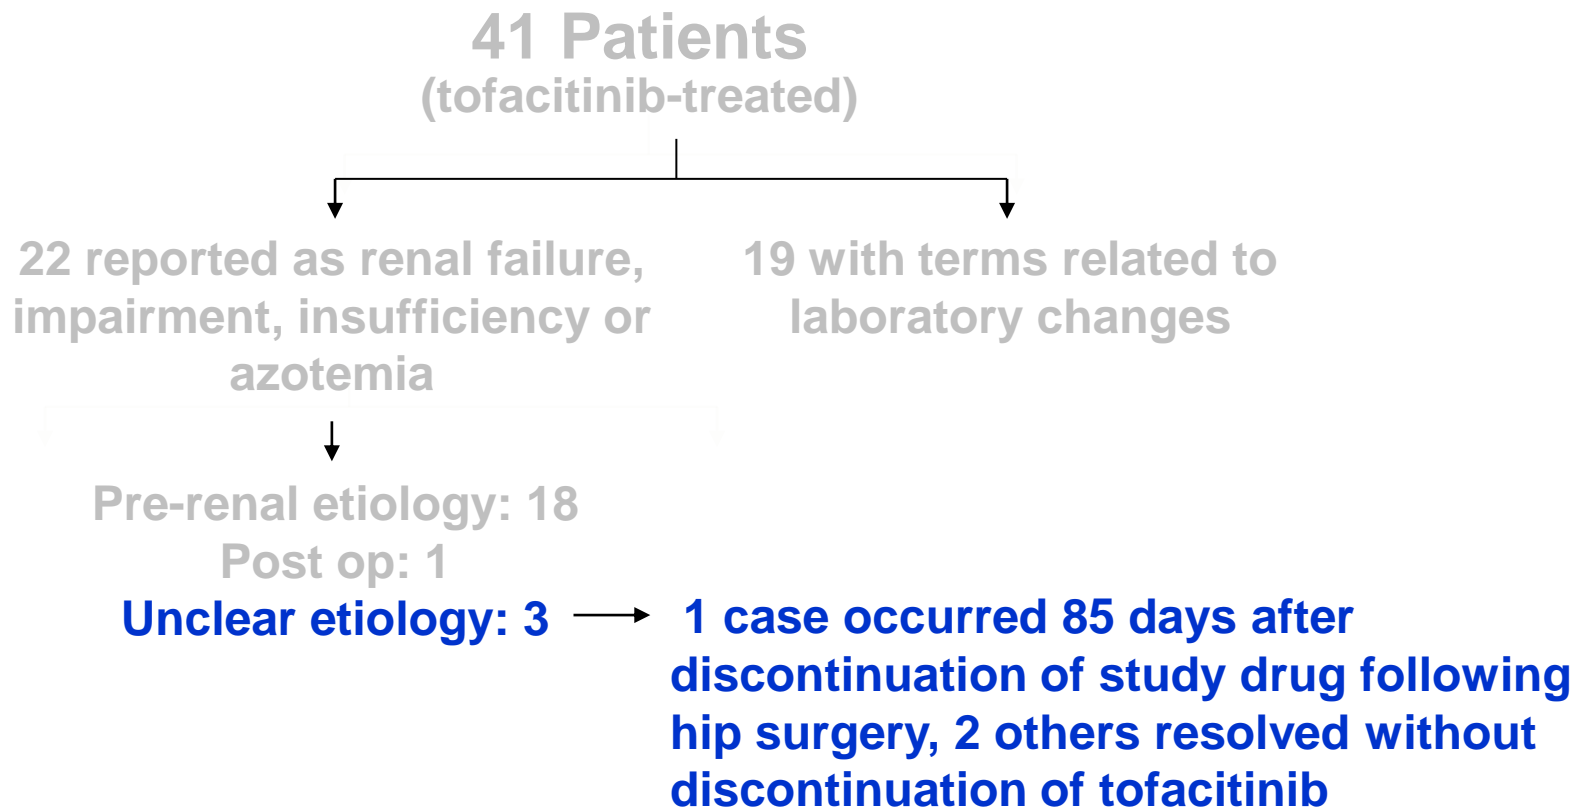 41 Patients
(tofacitinib-treated)
22 reported as renal failure,
impairment, insufficiency or
azotemia
19 with terms related to
laboratory changes
Pre-renal etiology: 18
Post op: 1
Unclear etiology: 3
1 case occurred 85 days after
discontinuation of study drug following
hip surgery, 2 others resolved without
discontinuation of tofacitinib